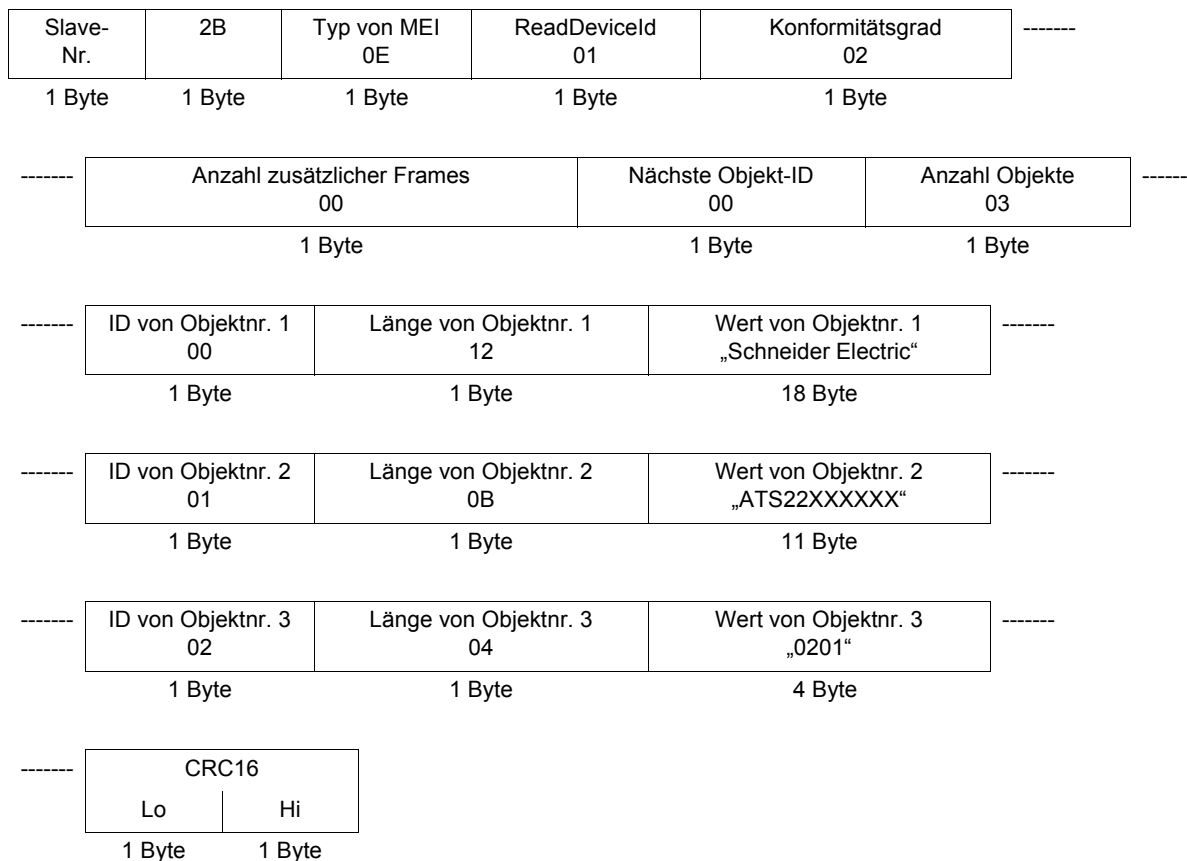 Slave-Nr. 2B Typ von MEI 0E ReadDeviceId 01 Konformitätsgrad 02 -------
1 Byte 1 Byte 1 Byte 1 Byte 1 Byte
------- Anzahl zusätzlicher Frames 00 Nächste Objekt-ID 00 Anzahl Objekte 03 ------
1 Byte 1 Byte 1 Byte
------- ID von Objektnr. 1 00 Länge von Objektnr. 1 12 Wert von Objektnr. 1 „Schneider Electric“ -------
1 Byte 1 Byte 18 Byte
------- ID von Objektnr. 2 01 Länge von Objektnr. 2 0B Wert von Objektnr. 2 „ATS22XXXXXX“ -------
1 Byte 1 Byte 11 Byte
------- ID von Objektnr. 3 02 Länge von Objektnr. 3 04 Wert von Objektnr. 3 „0201“ -------
1 Byte 1 Byte 4 Byte
------- CRC16
Lo Hi
1 Byte 1 Byte